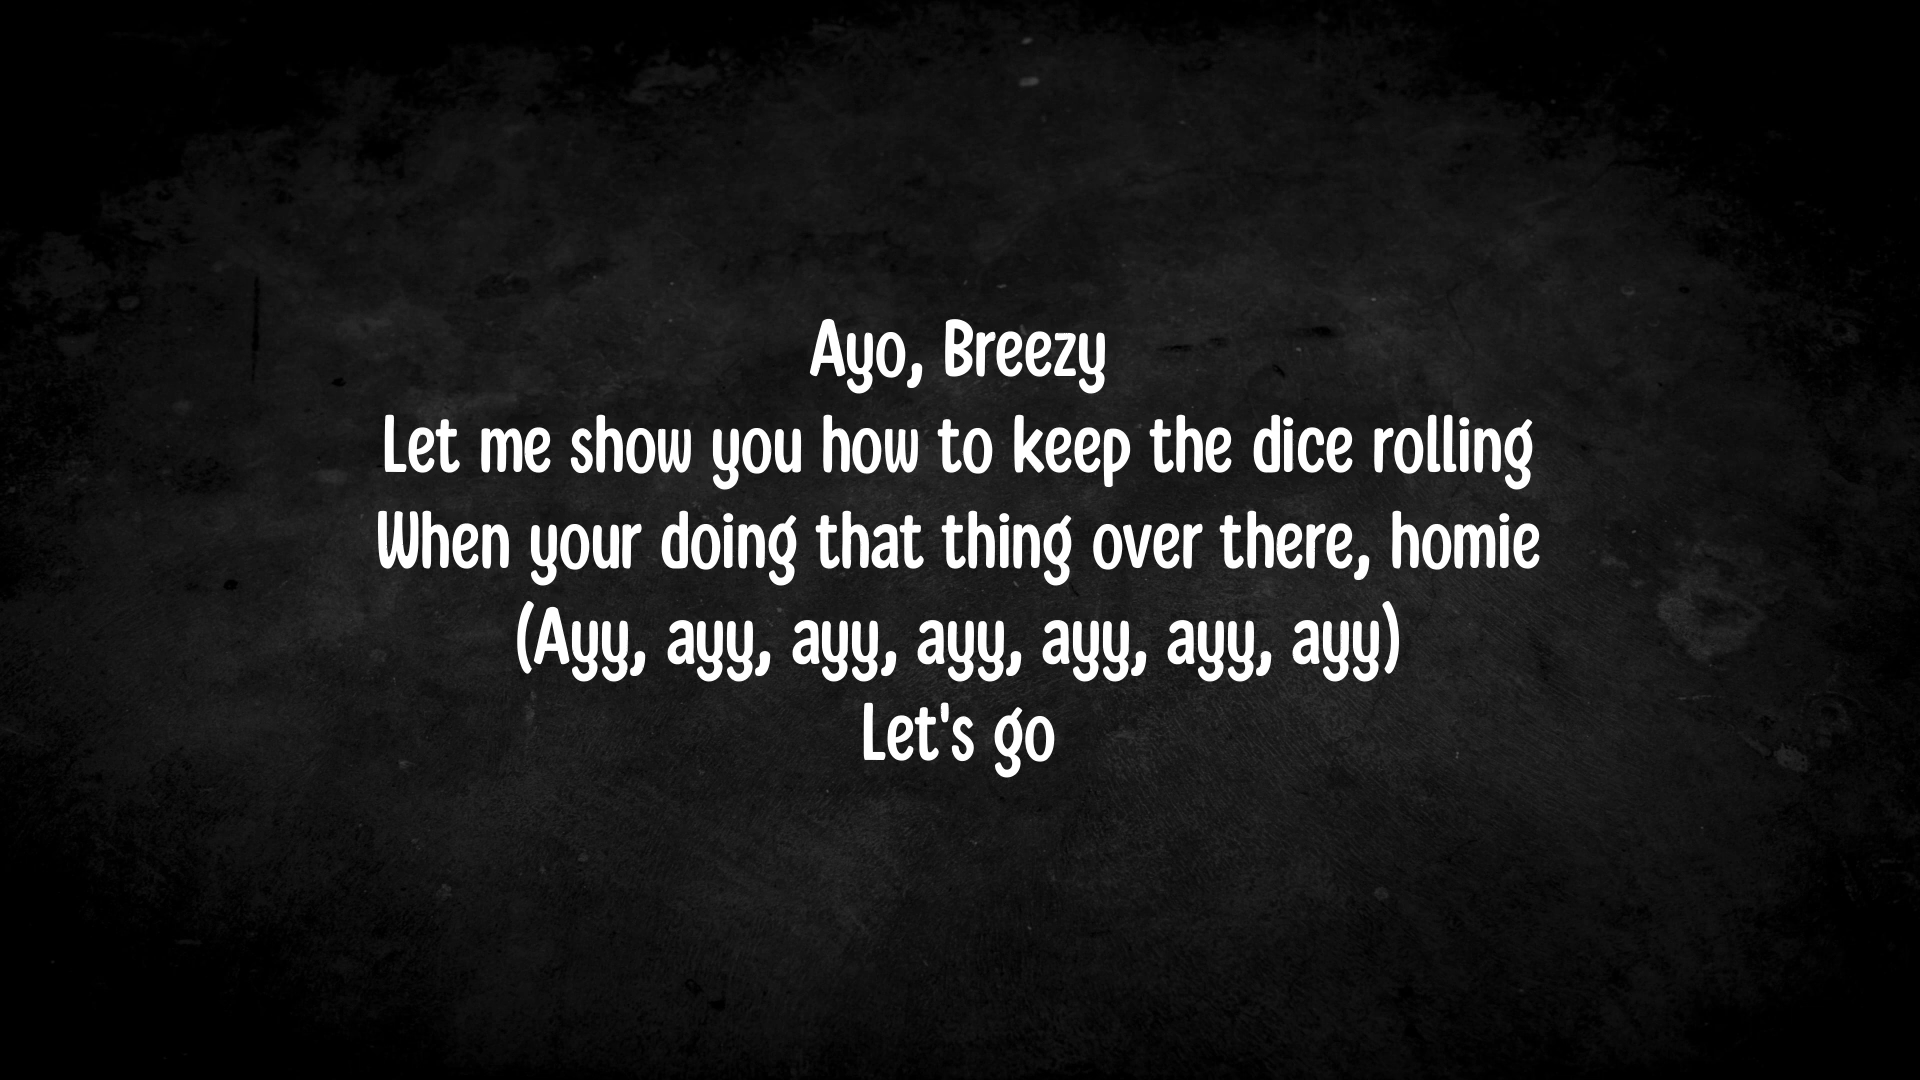 Ayo, Breezy
Let me show you how to keep the dice rolling
When your doing that thing over there, homie
(Ayy, ayy, ayy, ayy, ayy, ayy, ayy)
Let's go